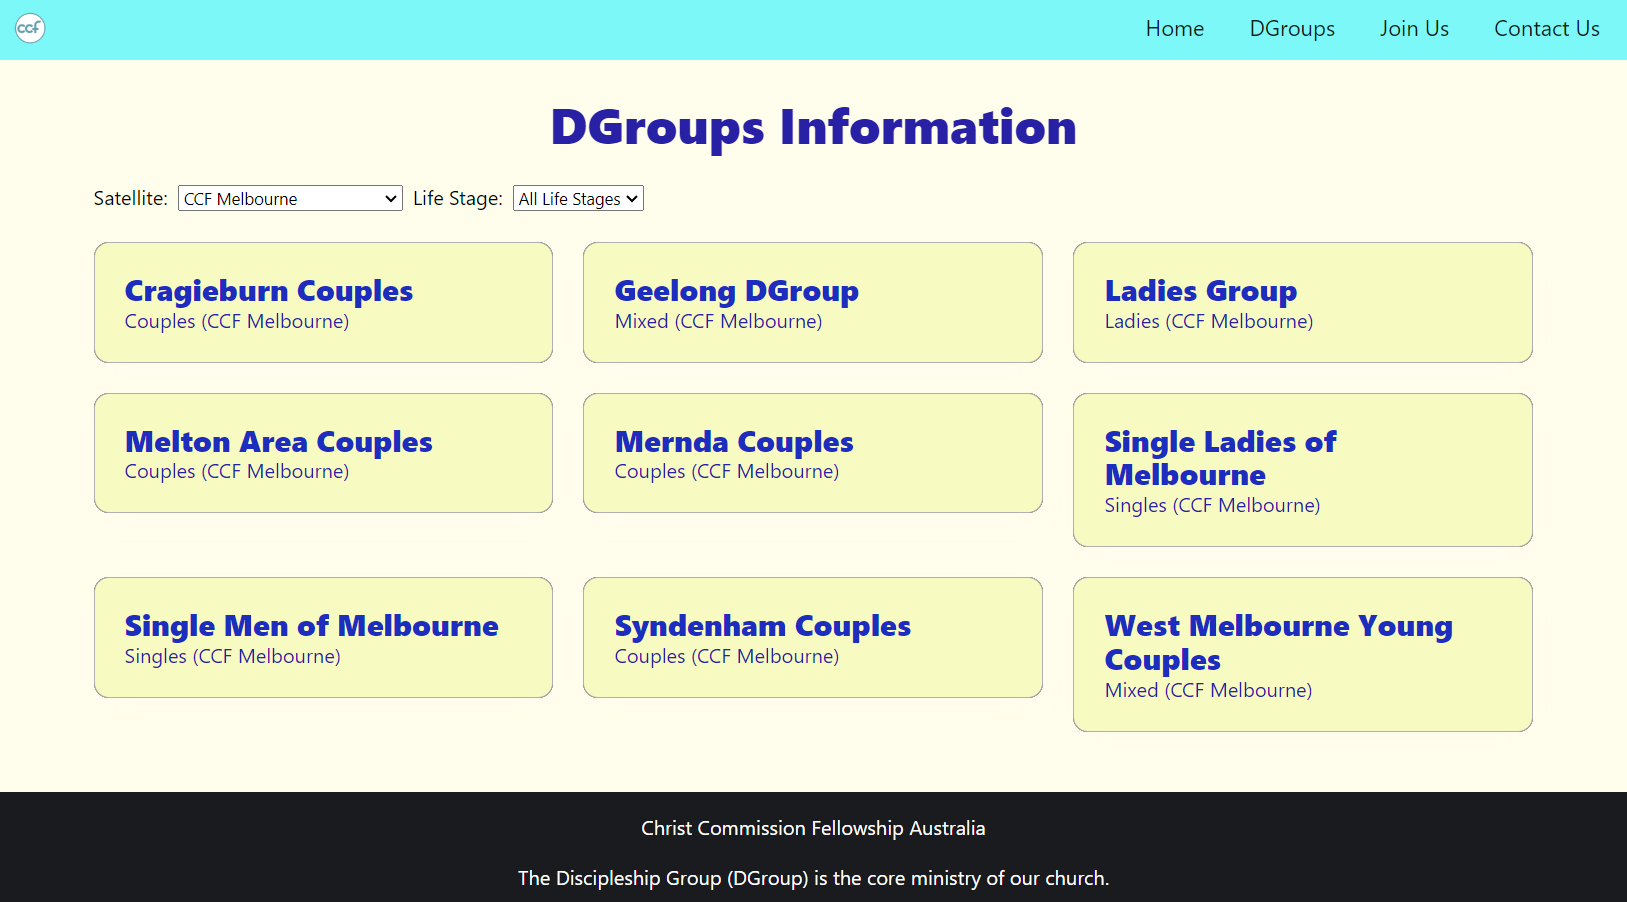 ccf
Home DGroups Join Us Contact Us
DGroups Information
Satellite: CCF Melbourne Life Stage: All Life Stages
Cragieburn Couples
Couples (CCF Melbourne)
Geelong DGroup
Mixed (CCF Melbourne)
Ladies Group
Ladies (CCF Melbourne)
Melton Area Couples
Couples (CCF Melbourne)
Mernda Couples
Couples (CCF Melbourne)
Single Ladies of
Melbourne
Singles (CCF Melbourne)
Single Men of Melbourne
Singles (CCF Melbourne)
Syndenham Couples
Couples (CCF Melbourne)
West Melbourne Young
Couples
Mixed (CCF Melbourne)
Christ Commission Fellowship Australia
The Discipleship Group (DGroup) is the core ministry of our church.